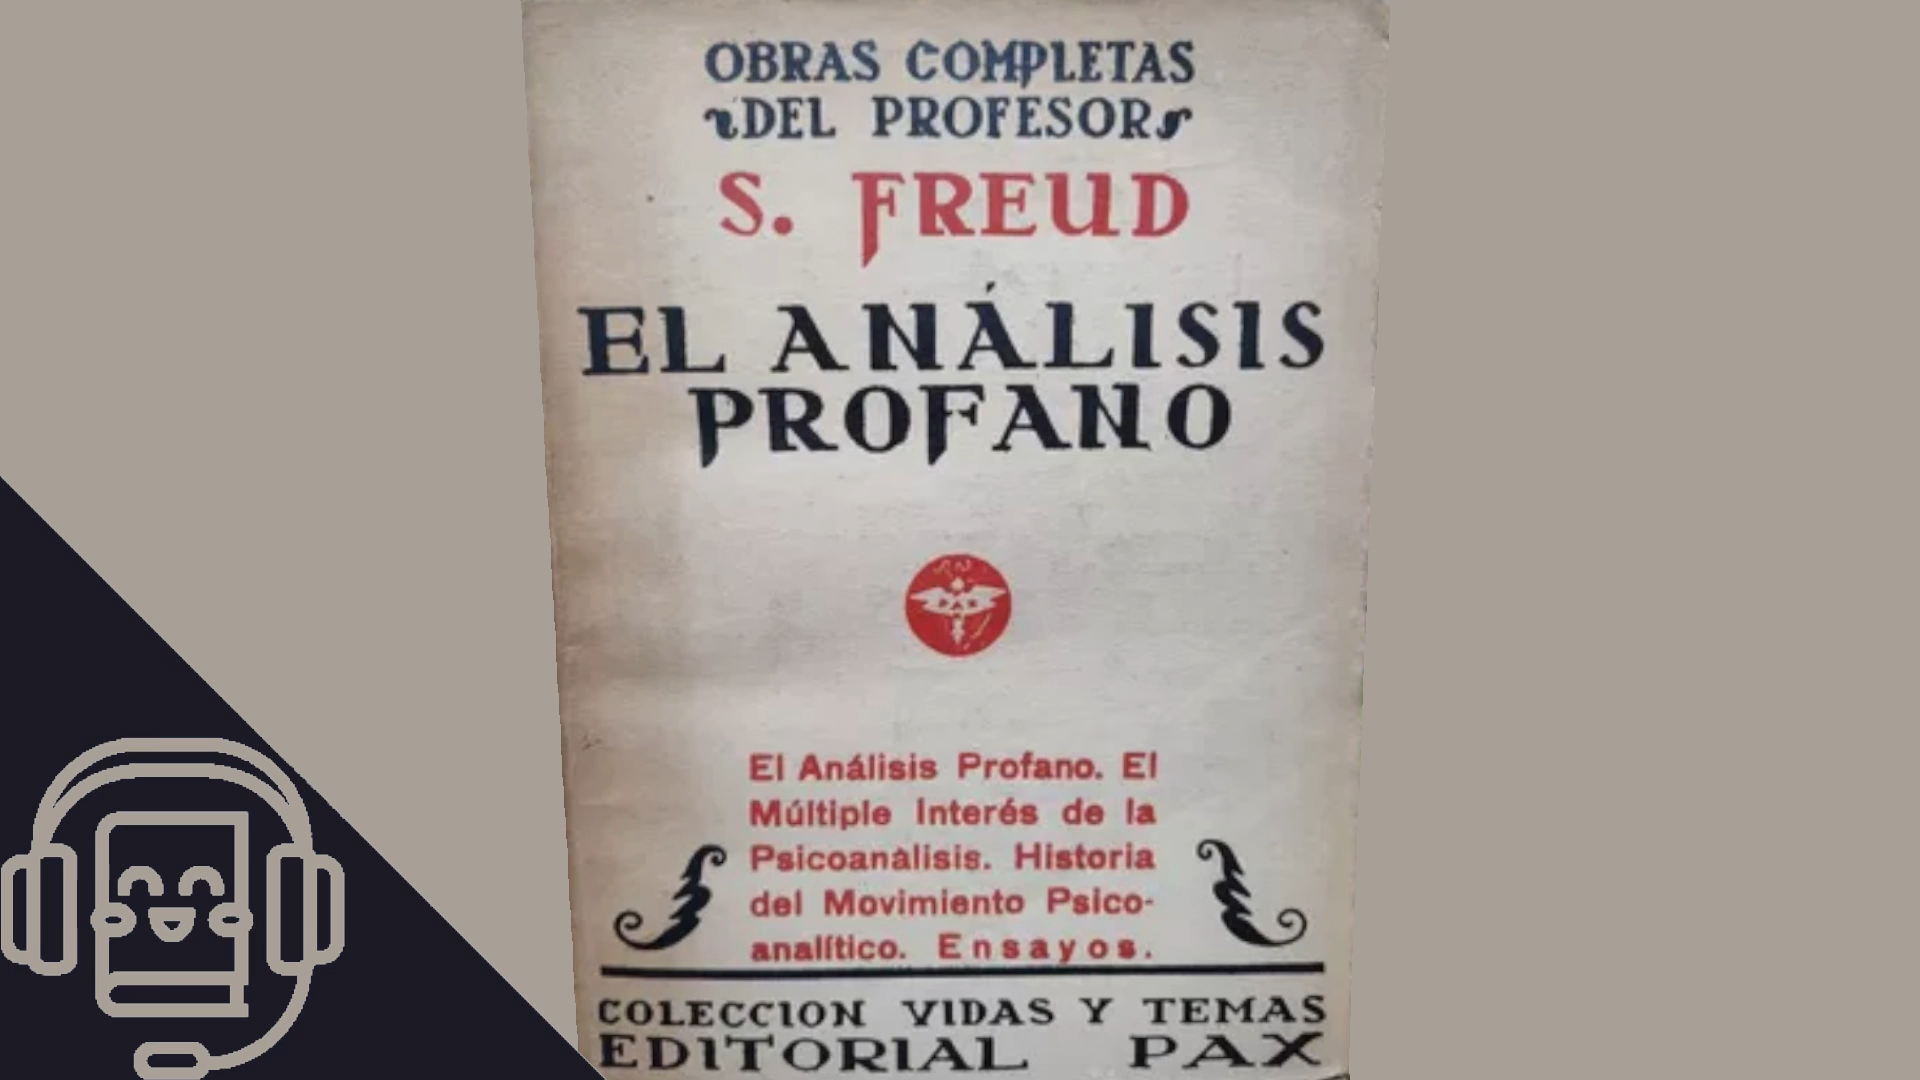 OBRAS COMPLETAS
DEL PROFESOR
S. FREUD
EL ANÁLISIS
PROFANO
El Análisis Profano. El
Múltiple Interés de la
Psicoanálisis. Historia
del Movimiento Psico-
analítico. Ensayos.
COLECCION VIDAS Y TEMAS
EDITORIAL PAX